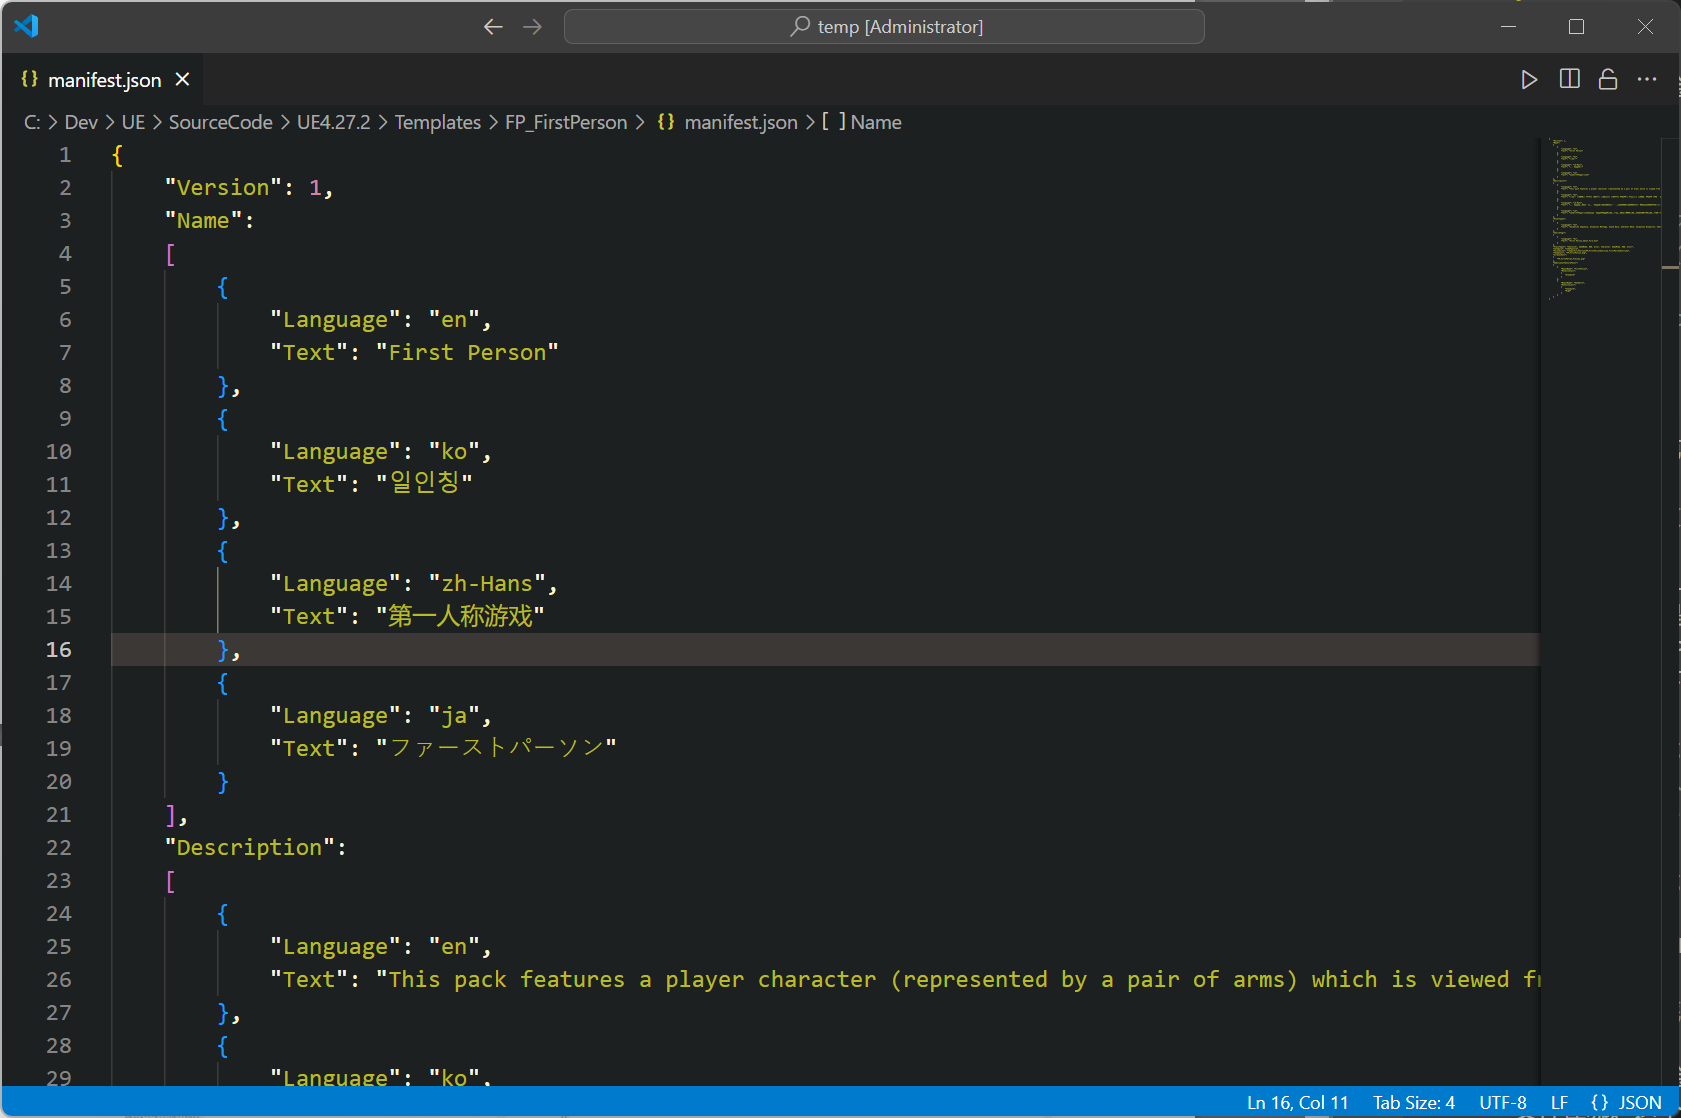 temp [Administrator]
{} manifest.json ×
C: > Dev > UE > SourceCode > UE4.27.2 > Templates > FP_FirstPerson > {} manifest.json > [ ] Name
1 {
2 "Version": 1,
3 "Name":
4 [
5 {
6 "Language": "en",
7 "Text": "First Person"
8 },
9 {
10 "Language": "ko",
11 "Text": "일인칭"
12 },
13 {
14 "Language": "zh-Hans",
15 "Text": "第一人称游戏"
16 },
17 {
18 "Language": "ja",
19 "Text": "ファーストパーソン"
20 }
21 ],
22 "Description":
23 [
24 {
25 "Language": "en",
26 "Text": "This pack features a player character (represented by a pair of arms) which is viewed
27 },
28 {
29 "Language": "ko",
Ln 16, Col 11 Tab Size: 4 UTF-8 LF {} JSON